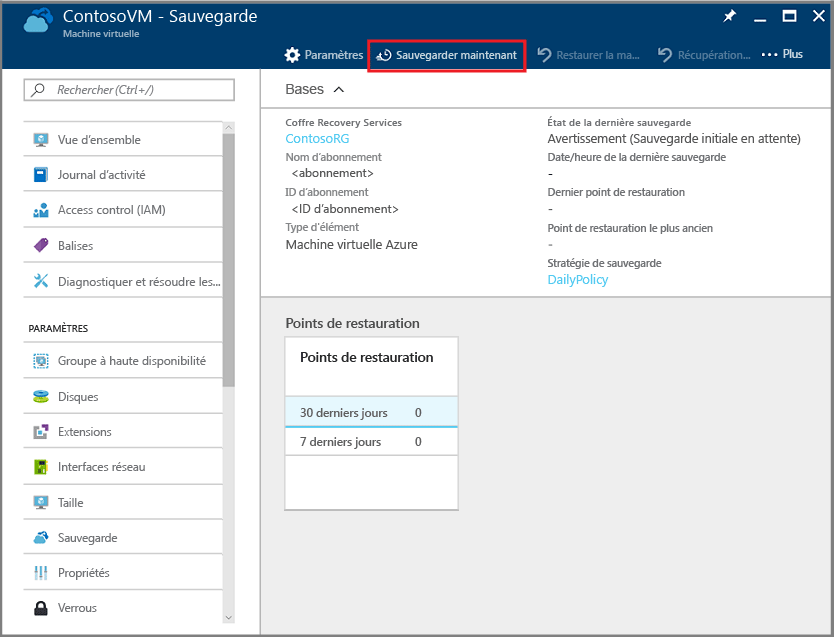 ContosoVM - Sauvegarde
Machine virtuelle
Paramètres
Sauvegarder maintenant
Restaurer la ma...
Récupération...
Plus
Rechercher (Ctrl+/)
Vue d'ensemble
Journal d'activité
Access control (IAM)
Balises
Diagnostiquer et résoudre les...
PARAMÈTRES
Groupe à haute disponibilité
Disques
Extensions
Interfaces réseau
Taille
Sauvegarde
Propriétés
Verrous
Bases
Coffre Recovery Services
ContosoRG
Nom d'abonnement
<abonnement>
ID d'abonnement
<ID d'abonnement>
Type d'élément
Machine virtuelle Azure
État de la dernière sauvegarde
Avertissement (Sauvegarde initiale en attente)
Date/heure de la dernière sauvegarde
-
Dernier point de restauration
-
Point de restauration le plus ancien
-
Stratégie de sauvegarde
DailyPolicy
Points de restauration
Points de restauration
30 derniers jours 0
7 derniers jours 0